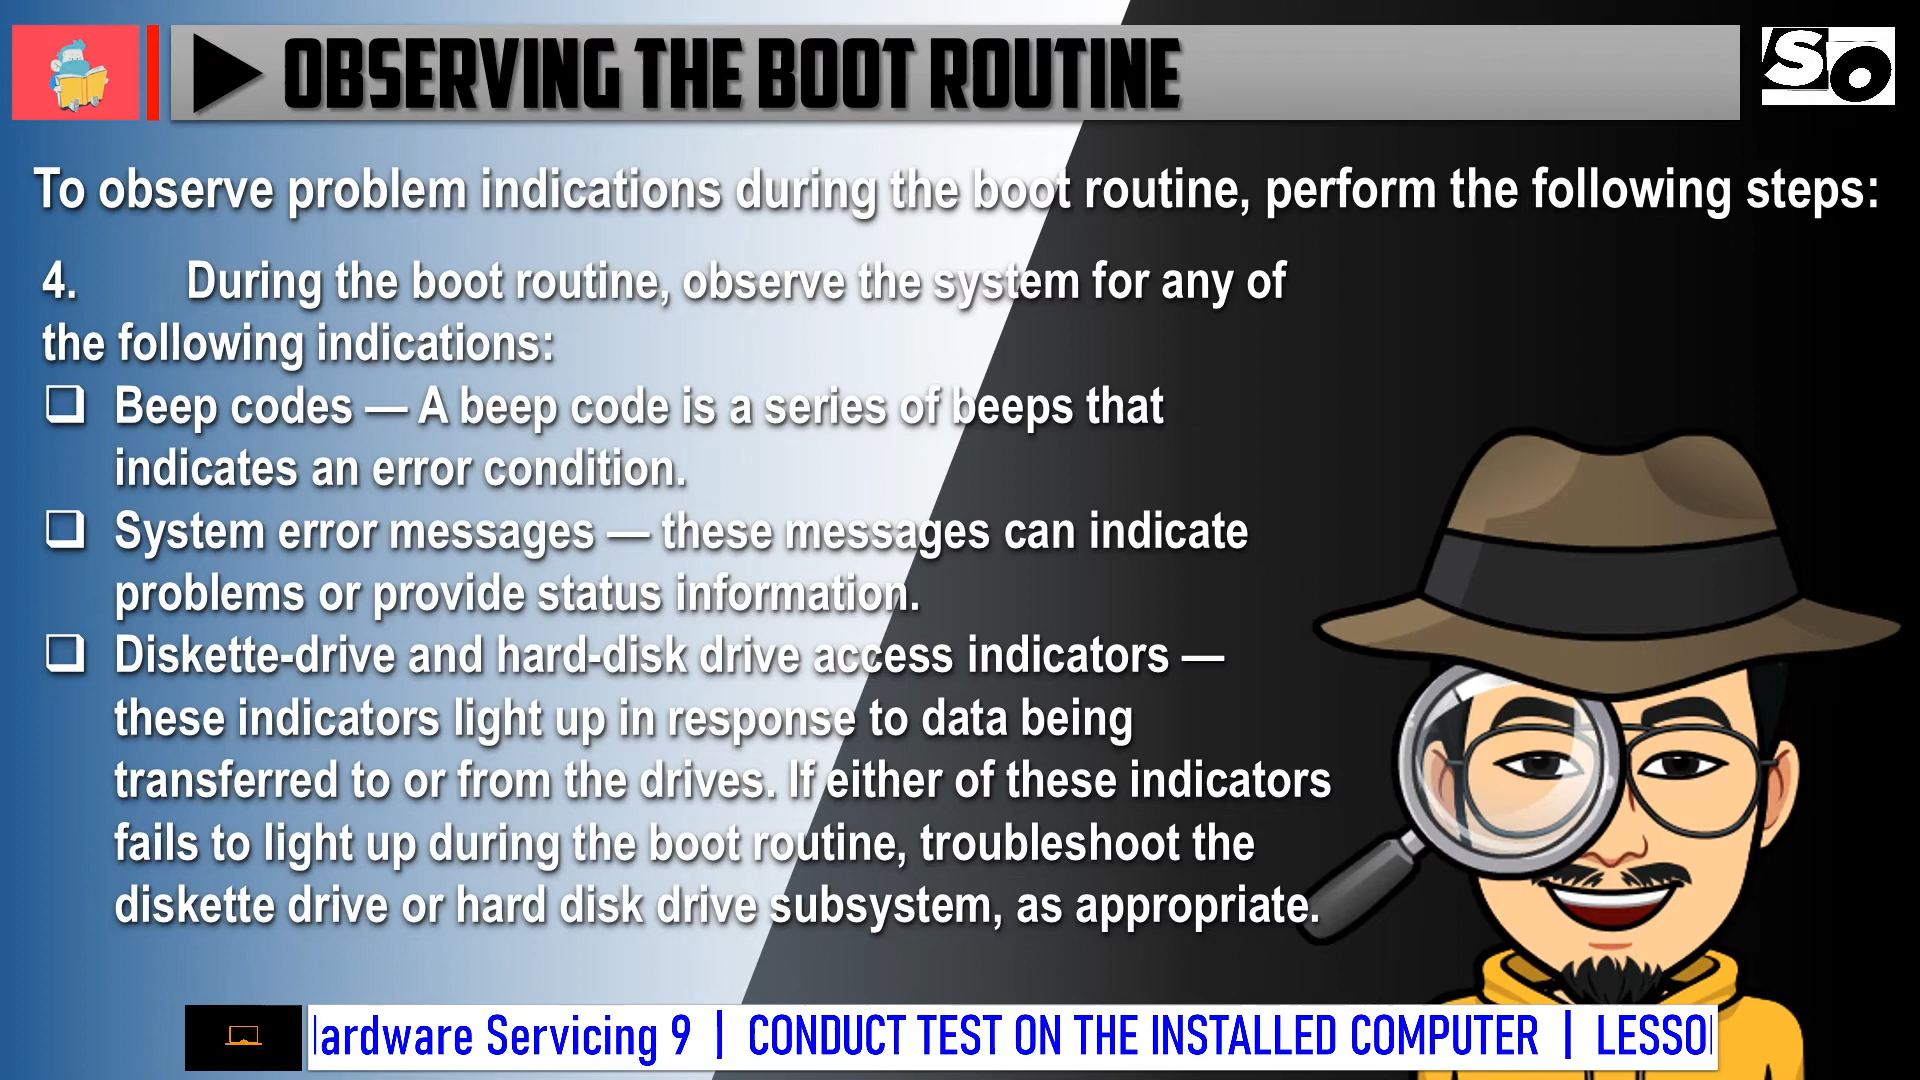 OBSERVING THE BOOT ROUTINE
SO
To observe problem indications during the boot routine, perform the following steps:
4. During the boot routine, observe the system for any of
the following indications:
❑ Beep codes — A beep code is a series of beeps that
indicates an error condition.
❑ System error messages — these messages can indicate
problems or provide status information.
❑ Diskette-drive and hard-disk drive access indicators —
these indicators light up in response to data being
transferred to or from the drives. If either of these indicators
fails to light up during the boot routine, troubleshoot the
diskette drive or hard disk drive subsystem, as appropriate.
ardware Servicing 9 | CONDUCT TEST ON THE INSTALLED COMPUTER | LESSO